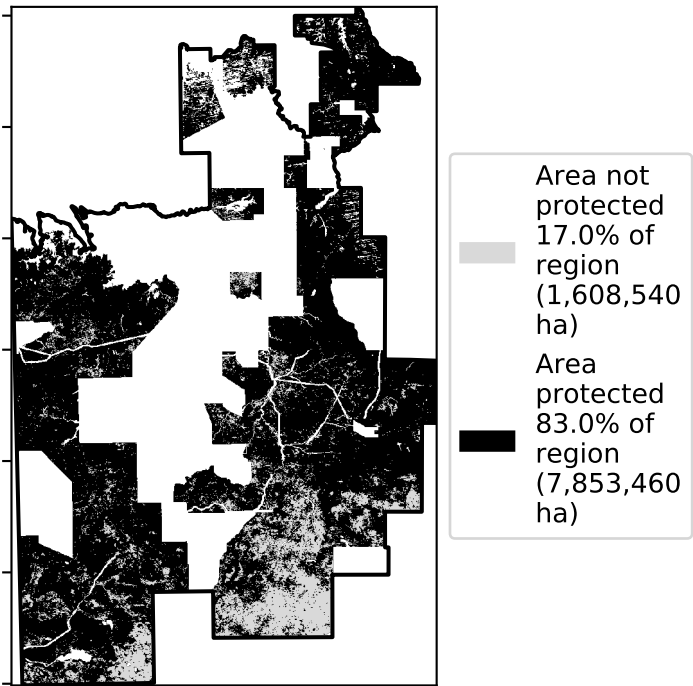 Area not
protected
17.0% of
region
(1,608,540
ha)
Area
protected
83.0% of
region
(7,853,460
ha)